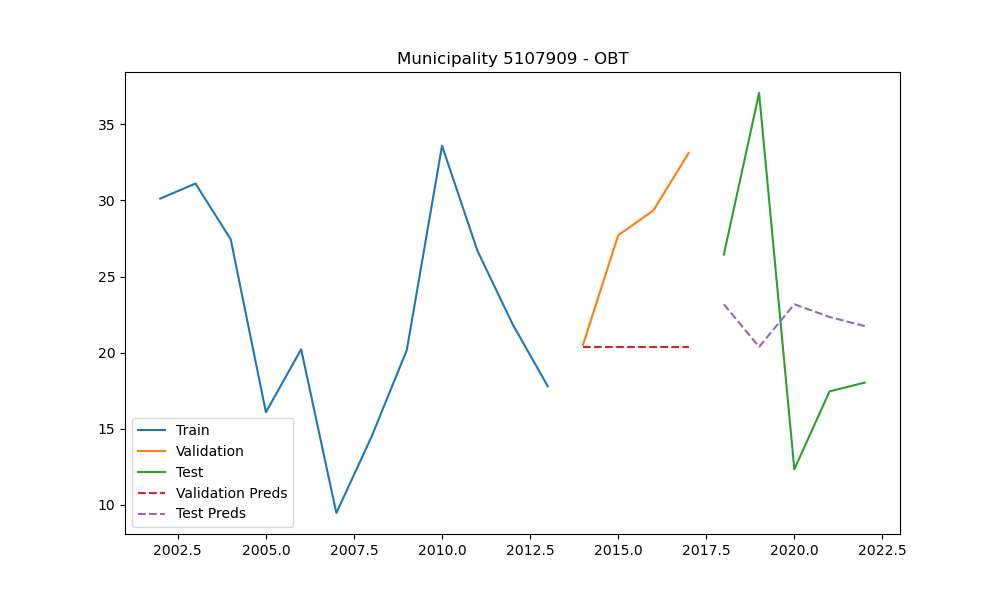 Municipality 5107909 - OBT
35
30
25
20
15
10
Train
Validation
Test
Validation Preds
Test Preds
2002.5 2005.0 2007.5 2010.0 2012.5 2015.0 2017.5 2020.0 2022.5